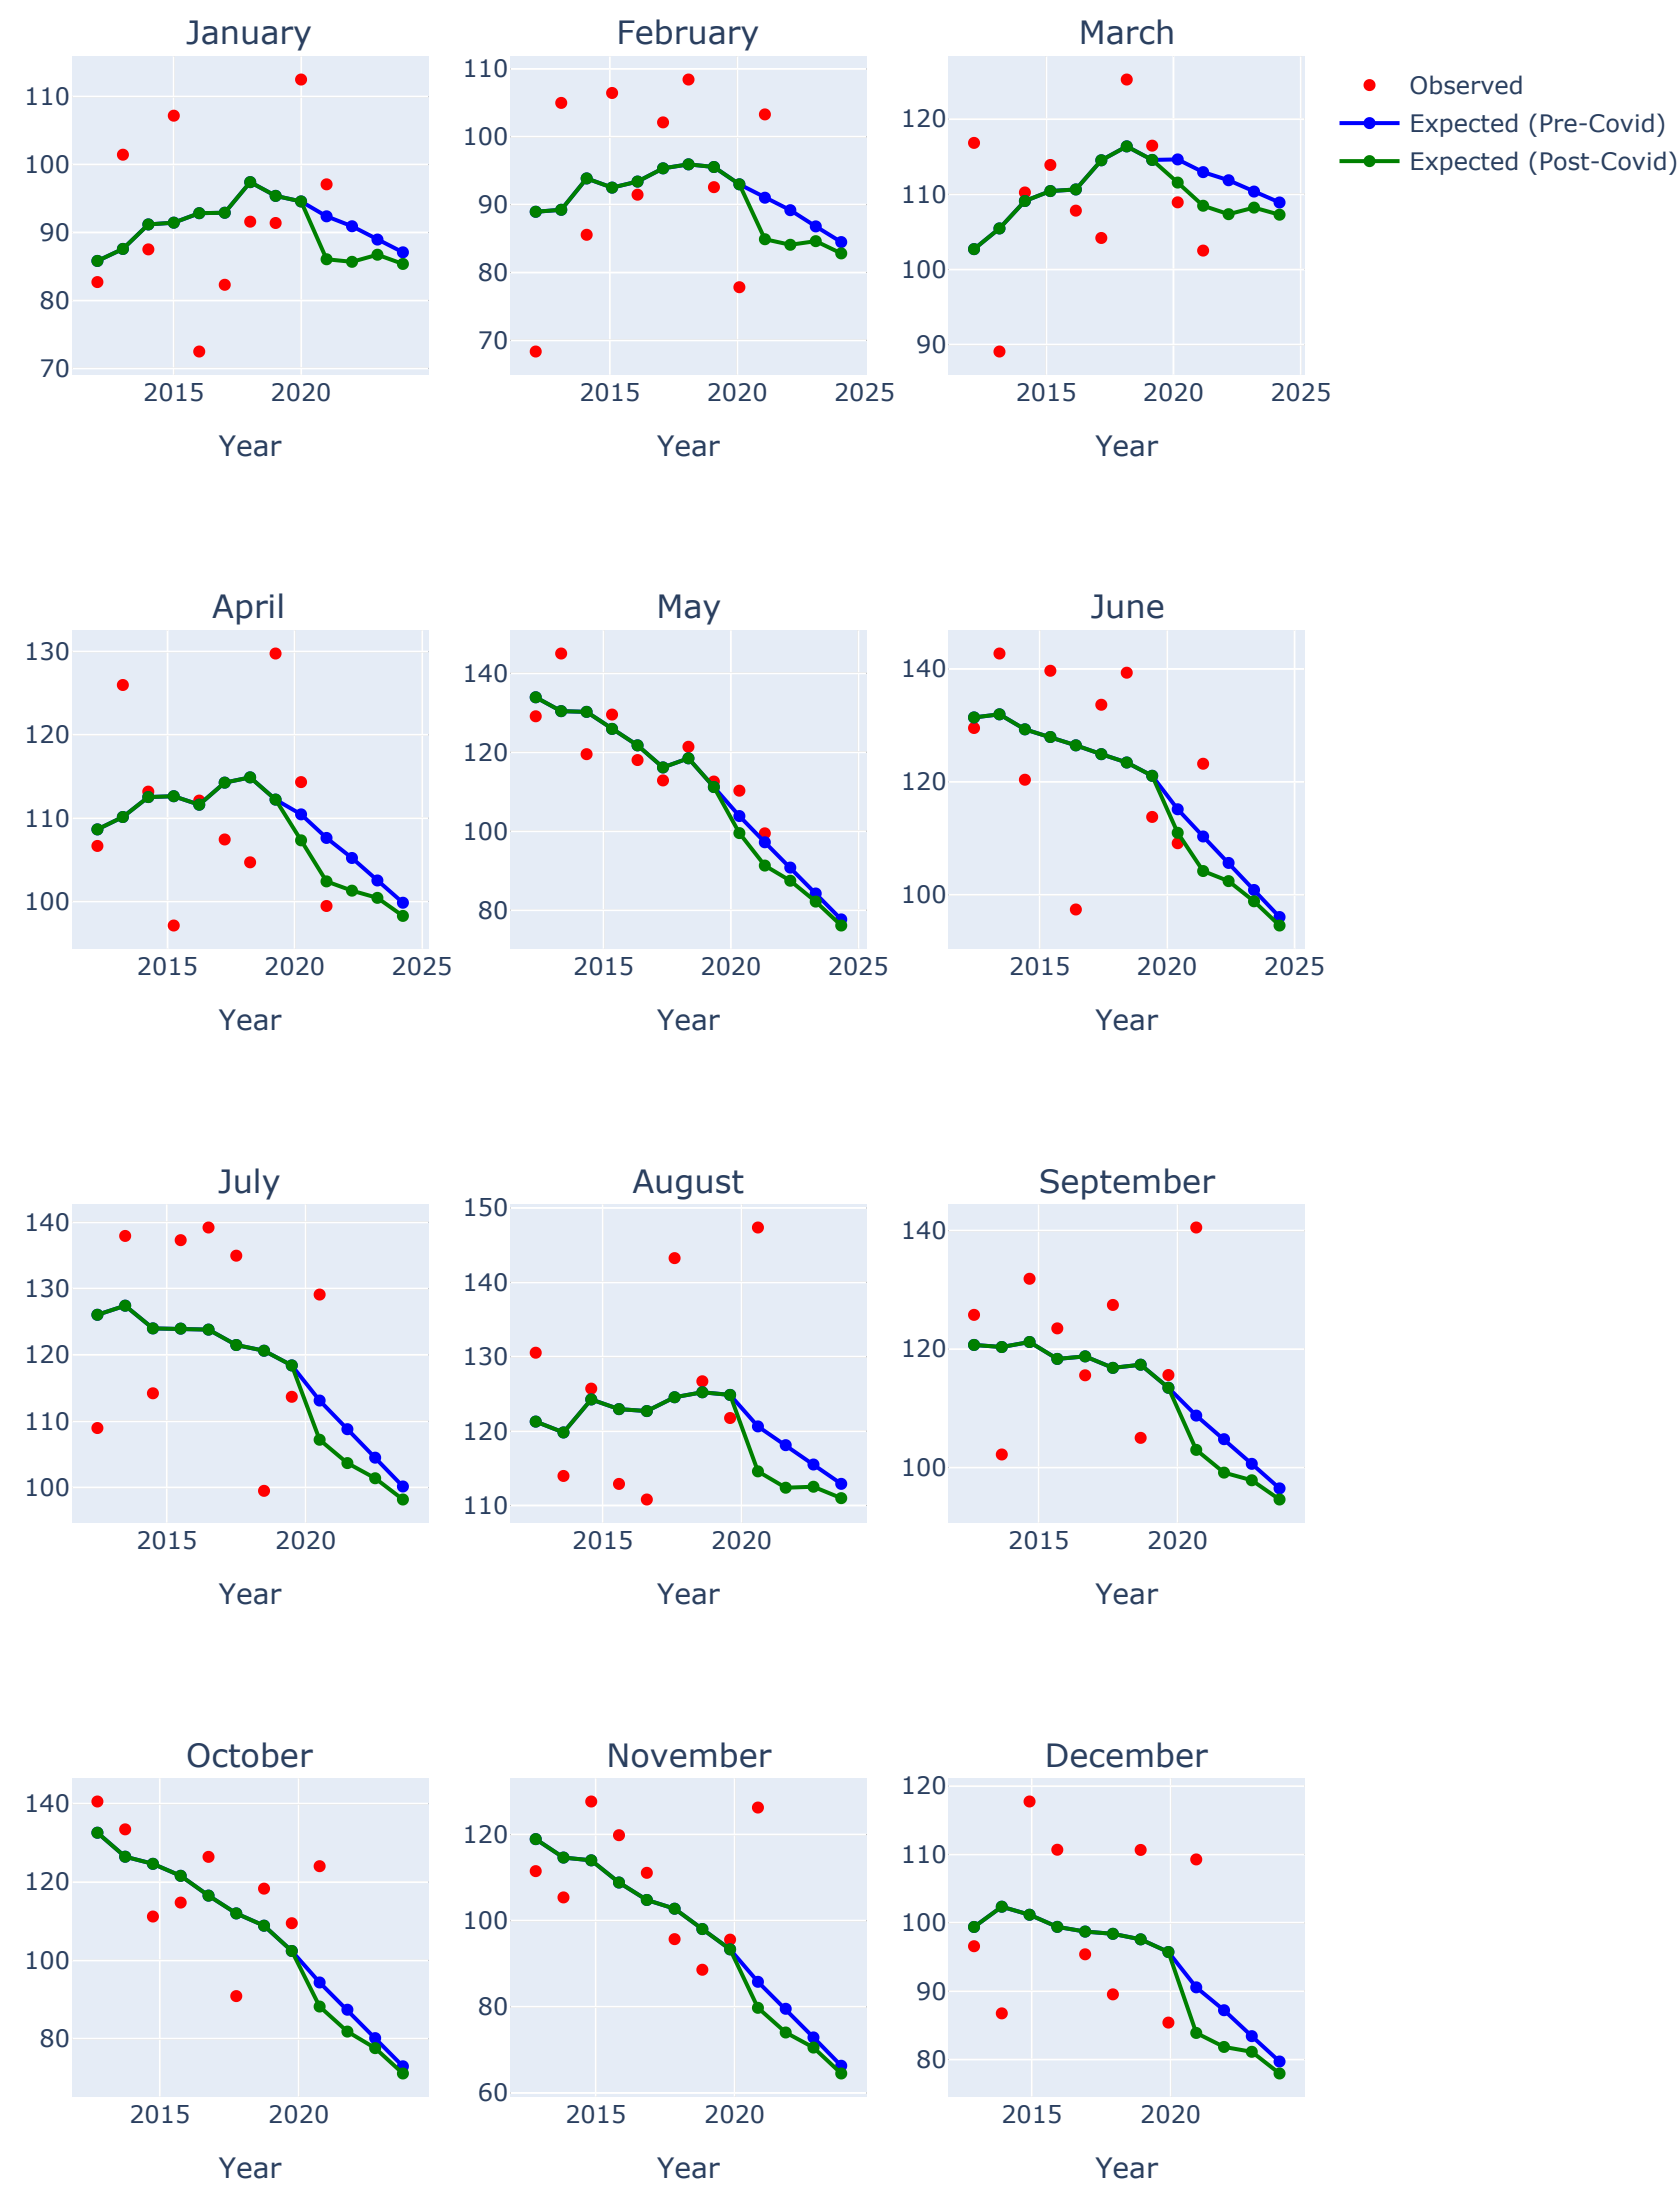 January
February
March
110
100
90
80
70
2015
2020
Year
110
100
90
80
70
2015
2020
2025
Year
120
110
100
90
2015
2020
2025
Year
Observed
Expected (Pre-Covid)
Expected (Post-Covid)
April
May
June
130
120
110
100
2015
2020
2025
Year
140
120
100
80
2015
2020
2025
Year
140
120
100
2015
2020
2025
Year
July
August
September
140
130
120
110
100
2015
2020
Year
150
140
130
120
110
2015
2020
Year
140
120
100
2015
2020
Year
October
November
December
140
120
100
80
2015
2020
Year
120
100
80
60
2015
2020
Year
120
110
100
90
80
2015
2020
Year